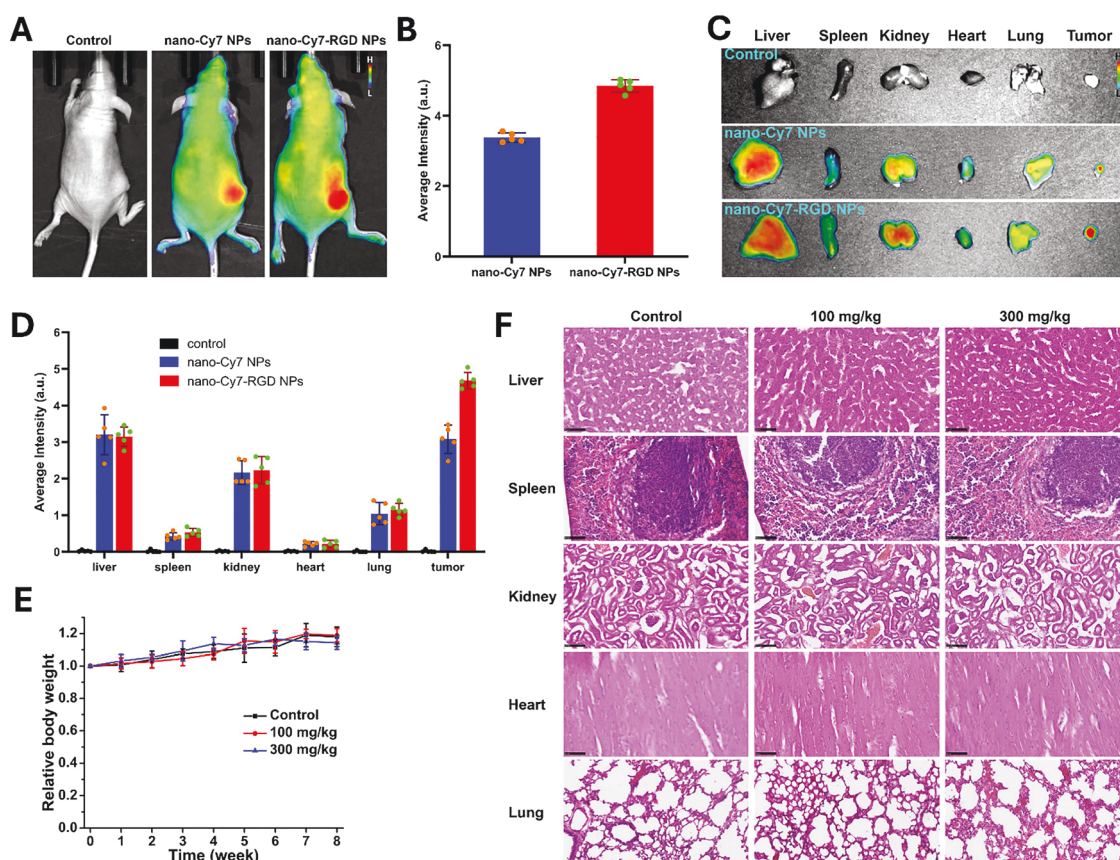 A
Control
nano-Cy7 NPs
nano-Cy7-RGD NPs
H
L
B
Average Intensity (a.u.)
6
4
2
0
nano-Cy7 NPs
nano-Cy7-RGD NPs
C
Liver
Spleen
Kidney
Heart
Lung
Tumor
Control
H
L
nano-Cy7 NPs
nano-Cy7-RGD NPs
D
Average Intensity (a.u.)
6
5
4
3
2
1
0
control
nano-Cy7 NPs
nano-Cy7-RGD NPs
liver
spleen
kidney
heart
lung
tumor
E
Relative body weight
1.2
1.0
0.8
0.6
0.4
0.2
0.0
Control
100 mg/kg
300 mg/kg
0
1
2
3
4
5
6
7
8
Time (week)
F
Control
100 mg/kg
300 mg/kg
Liver
Spleen
Kidney
Heart
Lung